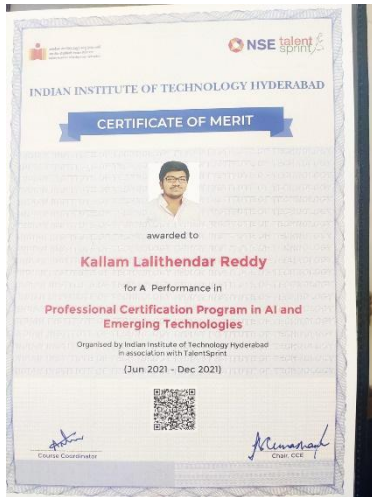 NSE talent
sprint
INDIAN INSTITUTE OF TECHNOLOGY HYDERABAD
CERTIFICATE OF MERIT
awarded to
Kallam Lalithendar Reddy
for A Performance in
Professional Certification Program in AI and
Emerging Technologies
Organised by Indian Institute of Technology Hyderabad
in association with TalentSprint
(Jun 2021 - Dec 2021)
Course Coordinator
Chair, CCE